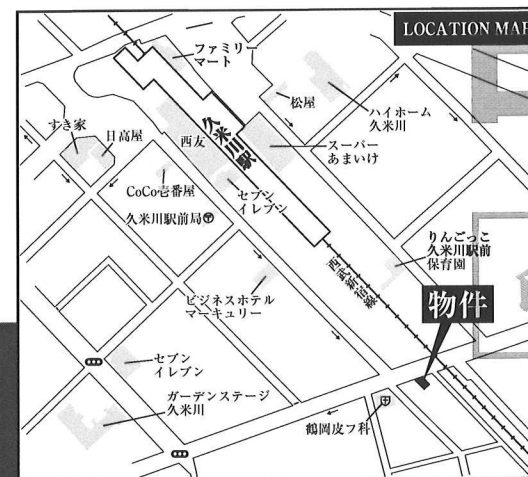 LOCATION MAP
ファミリー
マート
松屋
ハイホーム
久米川
すき家
日高屋
西友
久米川駅
スーパー
あまいけ
CoCo壱番屋
セブン
イレブン
久米川駅前局
りんごっこ
久米川駅前
保育園
西武新宿線
ビジネスホテル
マーキュリー
物件
セブン
イレブン
ガーデンステージ
久米川
鶴岡皮フ科